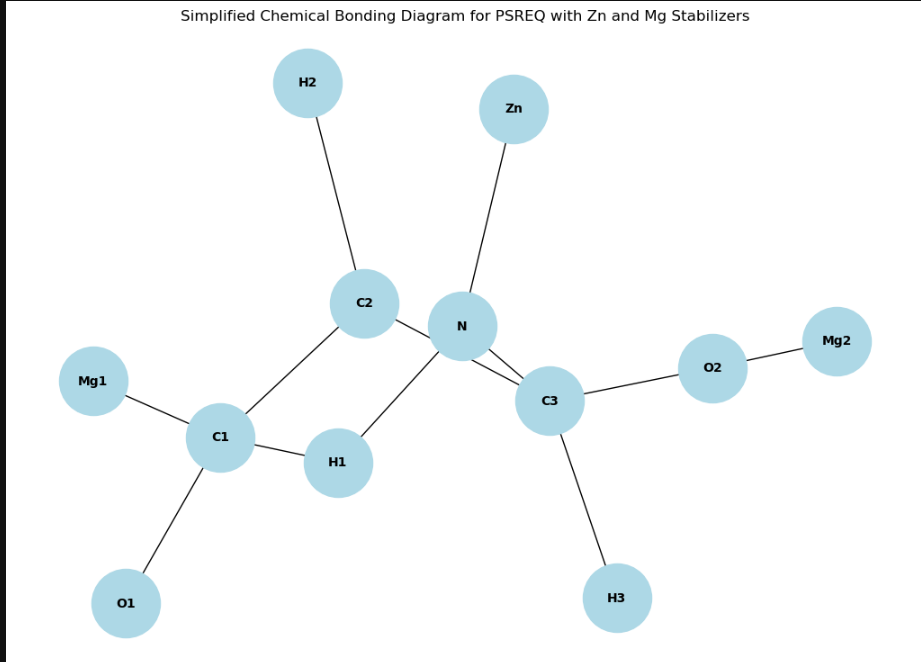 Simplified Chemical Bonding Diagram for PSREQ with Zn and Mg Stabilizers
H2
Zn
C2
N
Mg2
O2
Mg1
C3
C1
H1
H3
O1